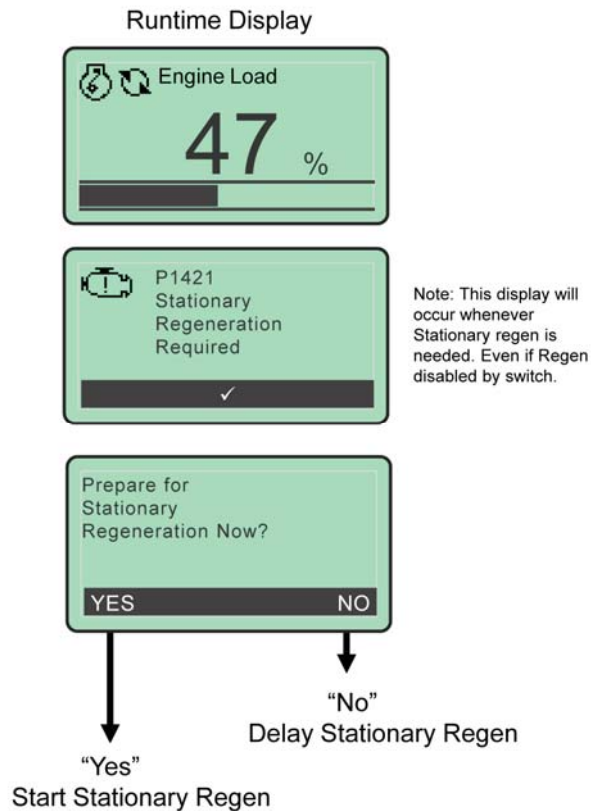 Runtime Display
Engine Load
47 %
P1421
Stationary
Regeneration
Required
✓
Note: This display will
occur whenever
Stationary regen is
needed. Even if Regen
disabled by switch.
Prepare for
Stationary
Regeneration Now?
YES NO
“No”
Delay Stationary Regen
“Yes”
Start Stationary Regen